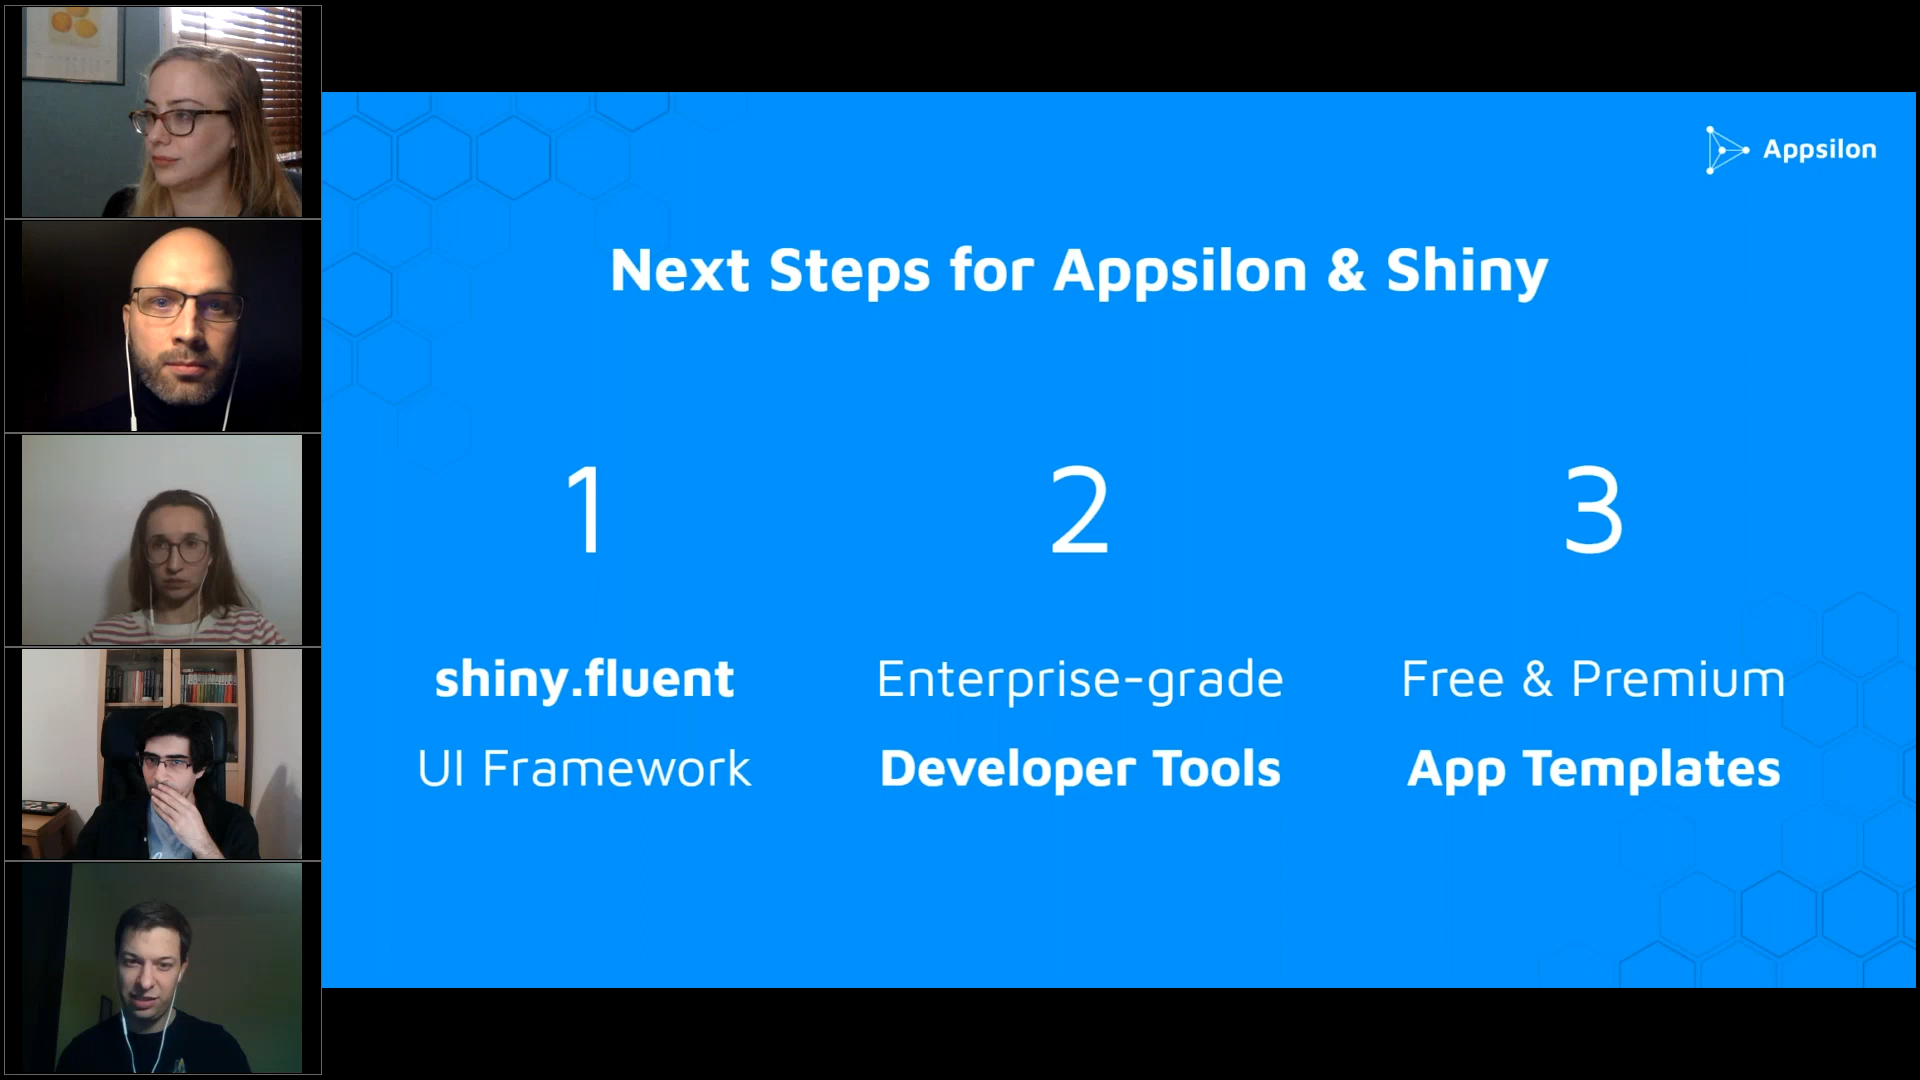 Appsilon
Next Steps for Appsilon & Shiny
1
shiny.fluent
UI Framework
2
Enterprise-grade
Developer Tools
3
Free & Premium
App Templates